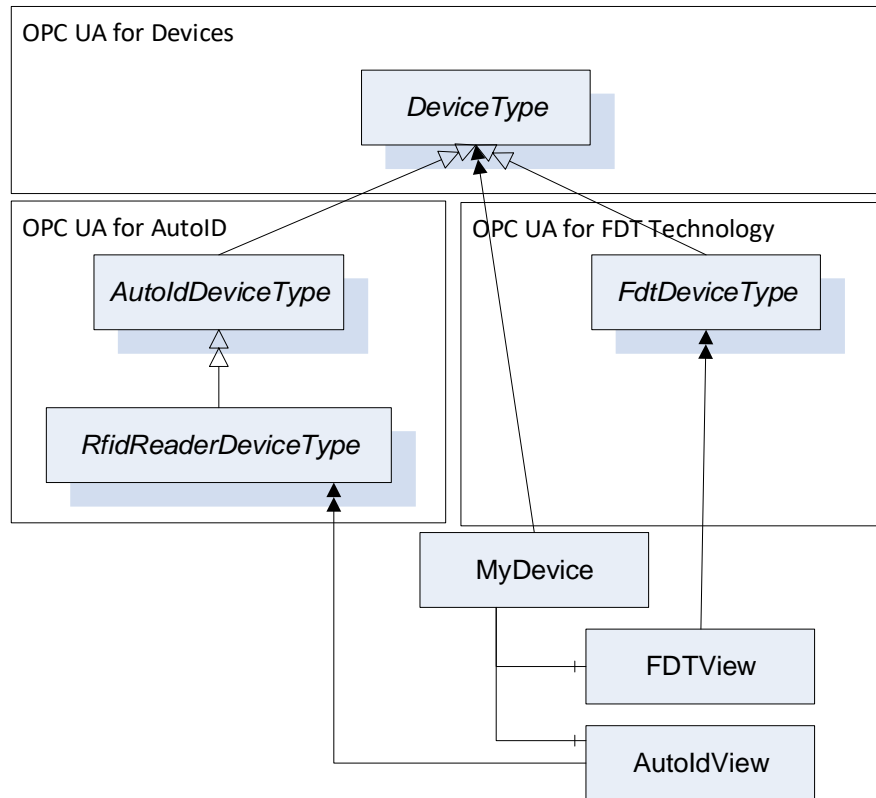 OPC UA for Devices
DeviceType
OPC UA for AutoID
OPC UA for FDT Technology
AutoIdDeviceType
FdtDeviceType
RfidReaderDeviceType
MyDevice
FDTView
AutoIdView